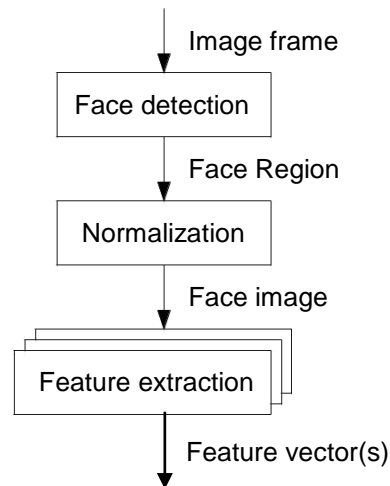 Image frame
Face detection
Face Region
Normalization
Face image
Feature extraction
Feature vector(s)